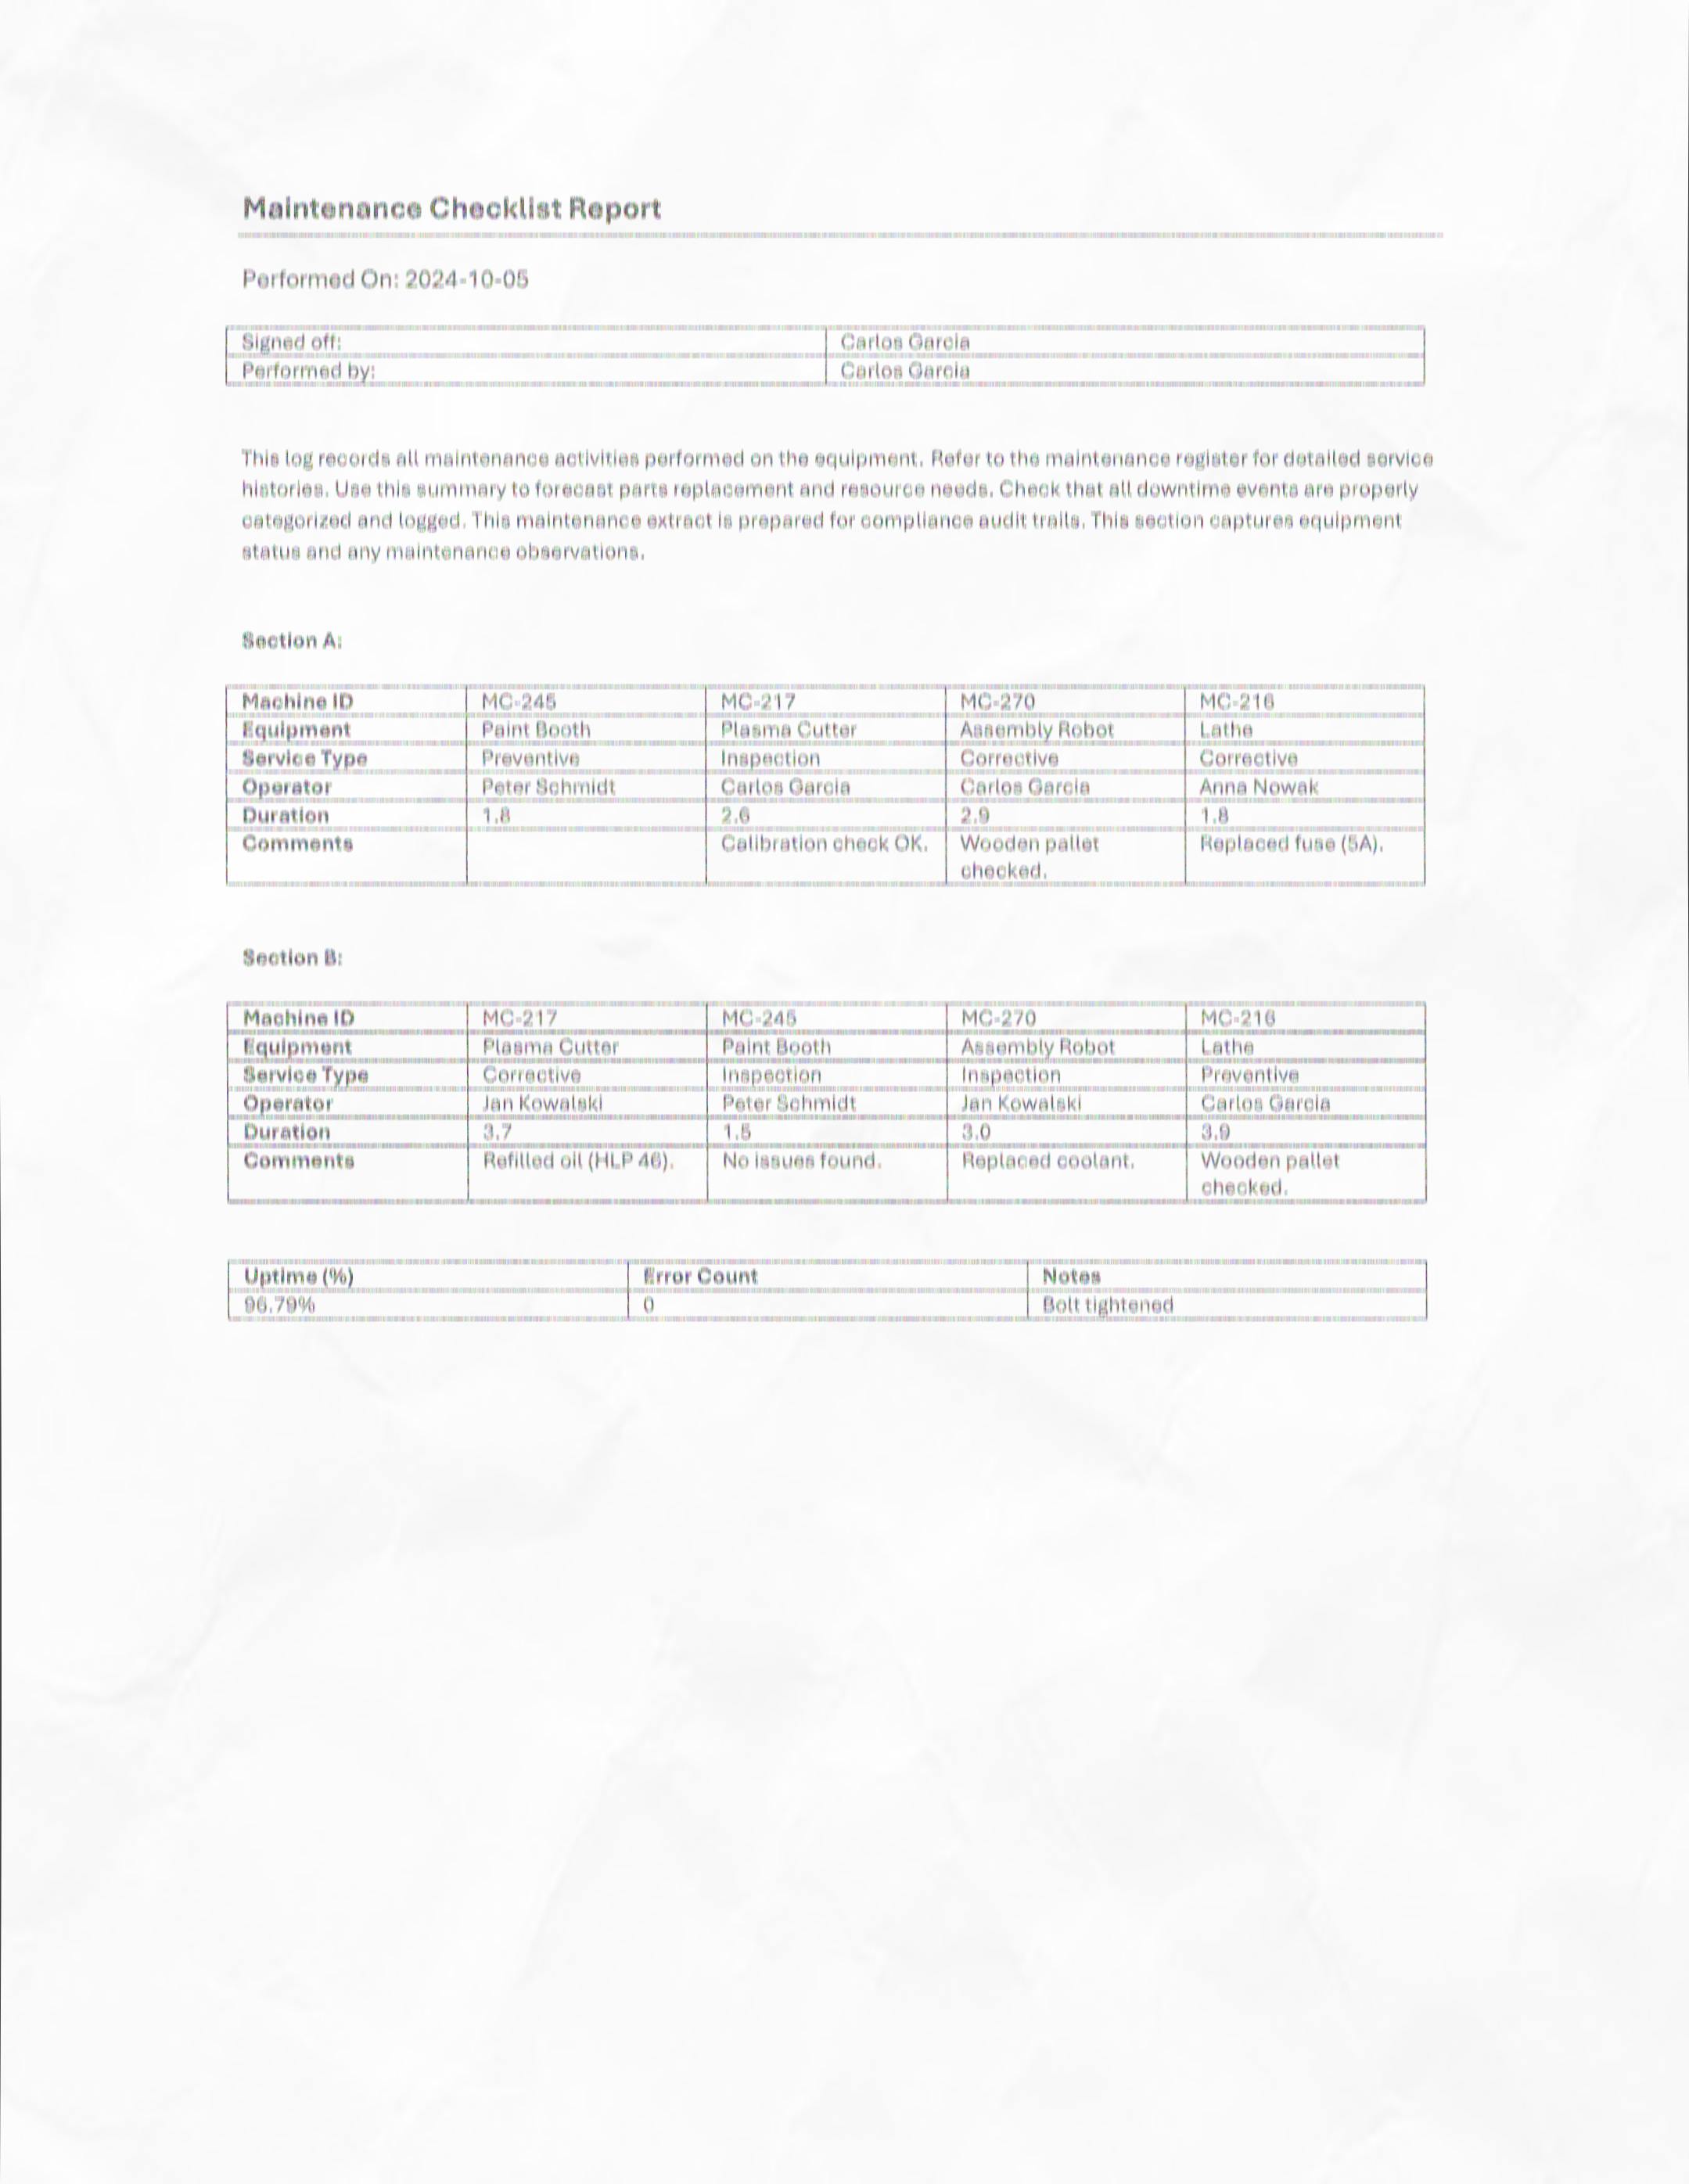 Maintenance Checklist Report
Performed On: 2024-10-05
Signed off: Carlos Garcia
Performed by: Carlos Garcia
This log records all maintenance activities performed on the equipment. Refer to the maintenance register for detailed service
histories. Use this summary to forecast parts replacement and resource needs. Check that all downtime events are properly
categorized and logged. This maintenance extract is prepared for compliance audit trails. This section captures equipment
status and any maintenance observations.
Section A:
Machine ID MC-245 MC-217 MC-270 MC-216
Equipment Paint Booth Plasma Cutter Assembly Robot Lathe
Service Type Preventive Inspection Corrective Corrective
Operator Peter Schmidt Carlos Garcia Carlos Garcia Anna Nowak
Duration 1.8 2.6 2.9 1.8
Comments Calibration check OK. Wooden pallet Replaced fuse (5A).
checked.
Section B:
Machine ID MC-217 MC-245 MC-270 MC-216
Equipment Plasma Cutter Paint Booth Assembly Robot Lathe
Service Type Corrective Inspection Inspection Preventive
Operator Jan Kowalski Peter Schmidt Jan Kowalski Carlos Garcia
Duration 3.7 1.5 3.0 3.9
Comments Refilled oil (HLP 46). No issues found. Replaced coolant. Wooden pallet
checked.
Uptime (%) Error Count Notes
96.79% 0 Bolt tightened